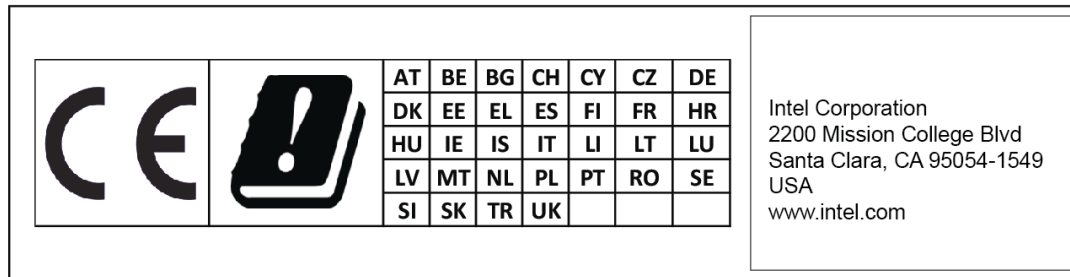 CE
AT BE BG CH CY CZ DE
DK EE EL ES FI FR HR
HU IE IS IT LI LT LU
LV MT NL PL PT RO SE
SI SK TR UK
Intel Corporation
2200 Mission College Blvd
Santa Clara, CA 95054-1549
USA
www.intel.com